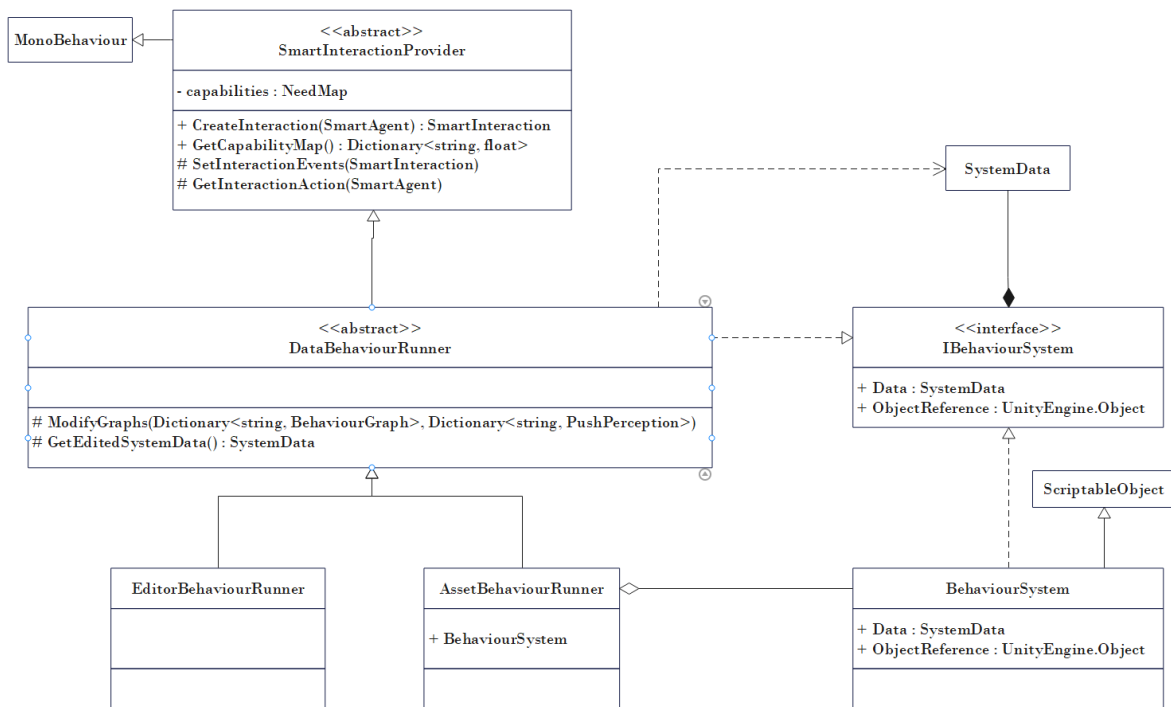 MonoBehaviour
<<abstract>>
SmartInteractionProvider
- capabilities : NeedMap
+ CreateInteraction(SmartAgent) : SmartInteraction
+ GetCapabilityMap() : Dictionary<string, float>
# SetInteractionEvents(SmartInteraction)
# GetInteractionAction(SmartAgent)
SystemData
<<abstract>>
DataBehaviourRunner
# ModifyGraphs(Dictionary<string, BehaviourGraph>, Dictionary<string, PushPerception>)
# GetEditedSystemData() : SystemData
<<interface>>
IBehaviourSystem
+ Data : SystemData
+ ObjectReference : UnityEngine.Object
ScriptableObject
EditorBehaviourRunner
AssetBehaviourRunner
+ BehaviourSystem
BehaviourSystem
+ Data : SystemData
+ ObjectReference : UnityEngine.Object